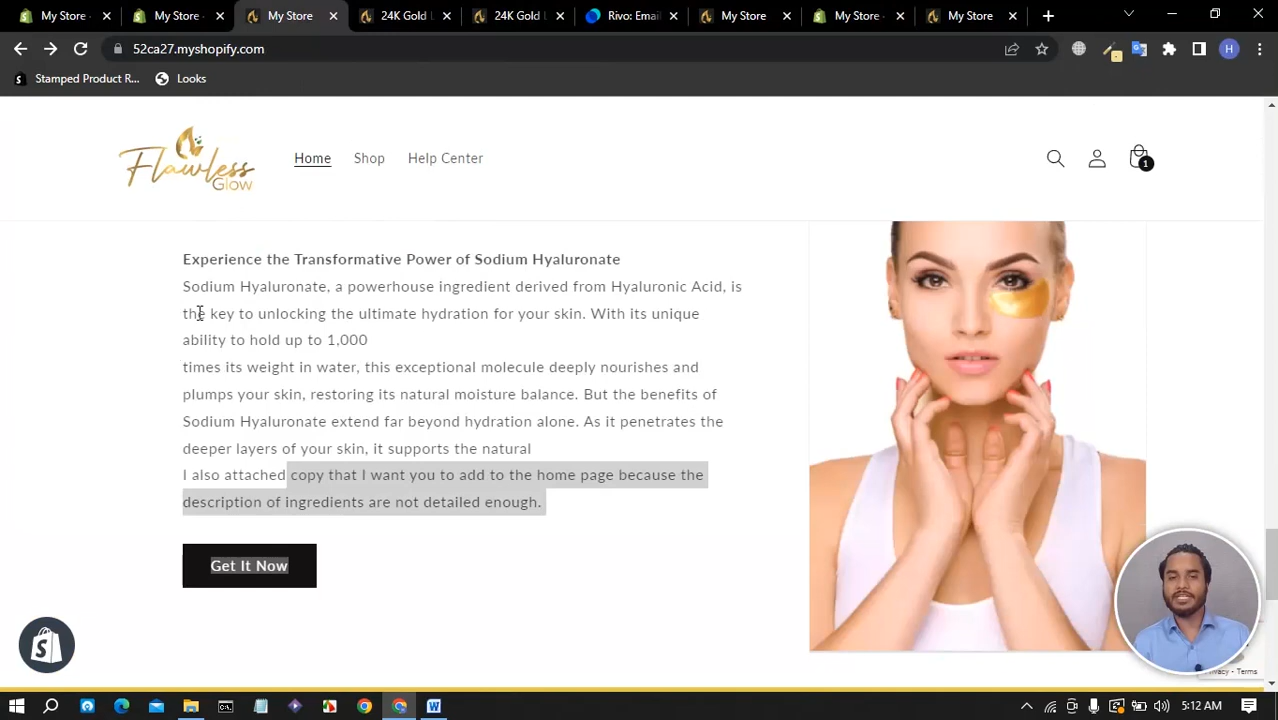 My Store
My Store
My Store
24K Gold
24K Gold
Rivo: Emai
My Store
My Store
My Store
52ca27.myshopify.com
H
Stamped Product R...
Looks
Flawless
Glow
Home
Shop
Help Center
1
Experience the Transformative Power of Sodium Hyaluronate
Sodium Hyaluronate, a powerhouse ingredient derived from Hyaluronic Acid, is
the key to unlocking the ultimate hydration for your skin. With its unique
ability to hold up to 1,000
times its weight in water, this exceptional molecule deeply nourishes and
plumps your skin, restoring its natural moisture balance. But the benefits of
Sodium Hyaluronate extend far beyond hydration alone. As it penetrates the
deeper layers of your skin, it supports the natural
I also attached copy that I want you to add to the home page because the
description of ingredients are not detailed enough.
Get It Now
Privacy - Terms
5:12 AM